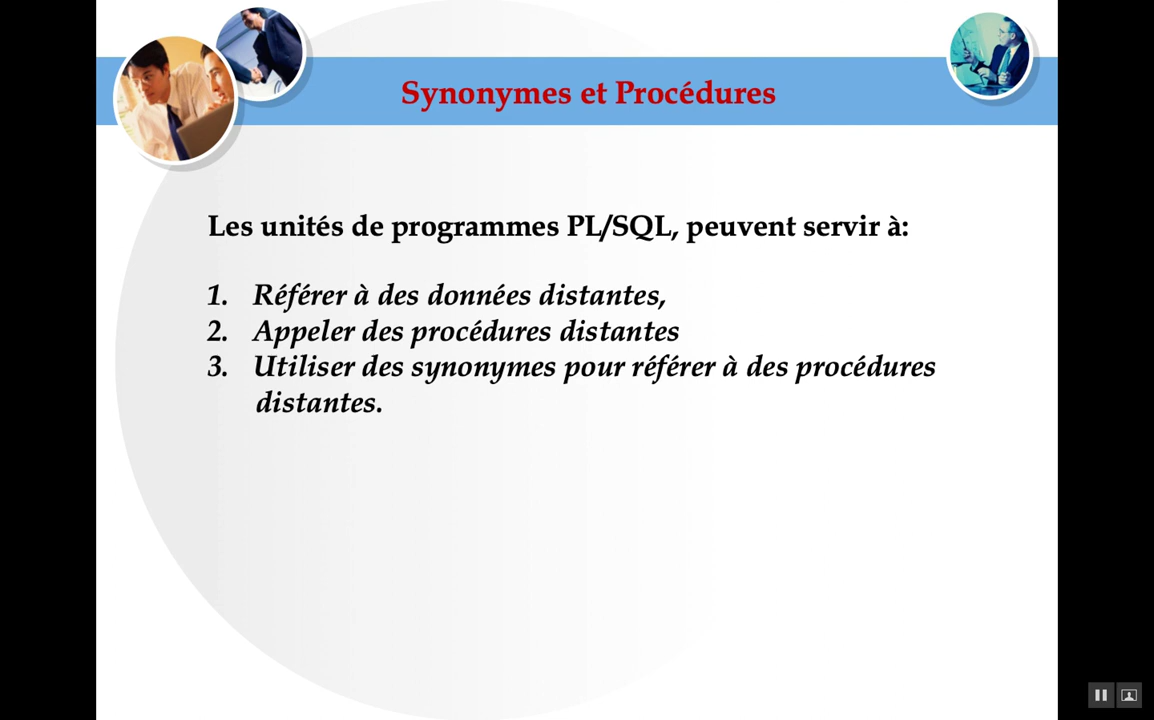 Synonymes et Procédures
Les unités de programmes PL/SQL, peuvent servir à:
1. Référer à des données distantes,
2. Appeler des procédures distantes
3. Utiliser des synonymes pour référer à des procédures
distantes.